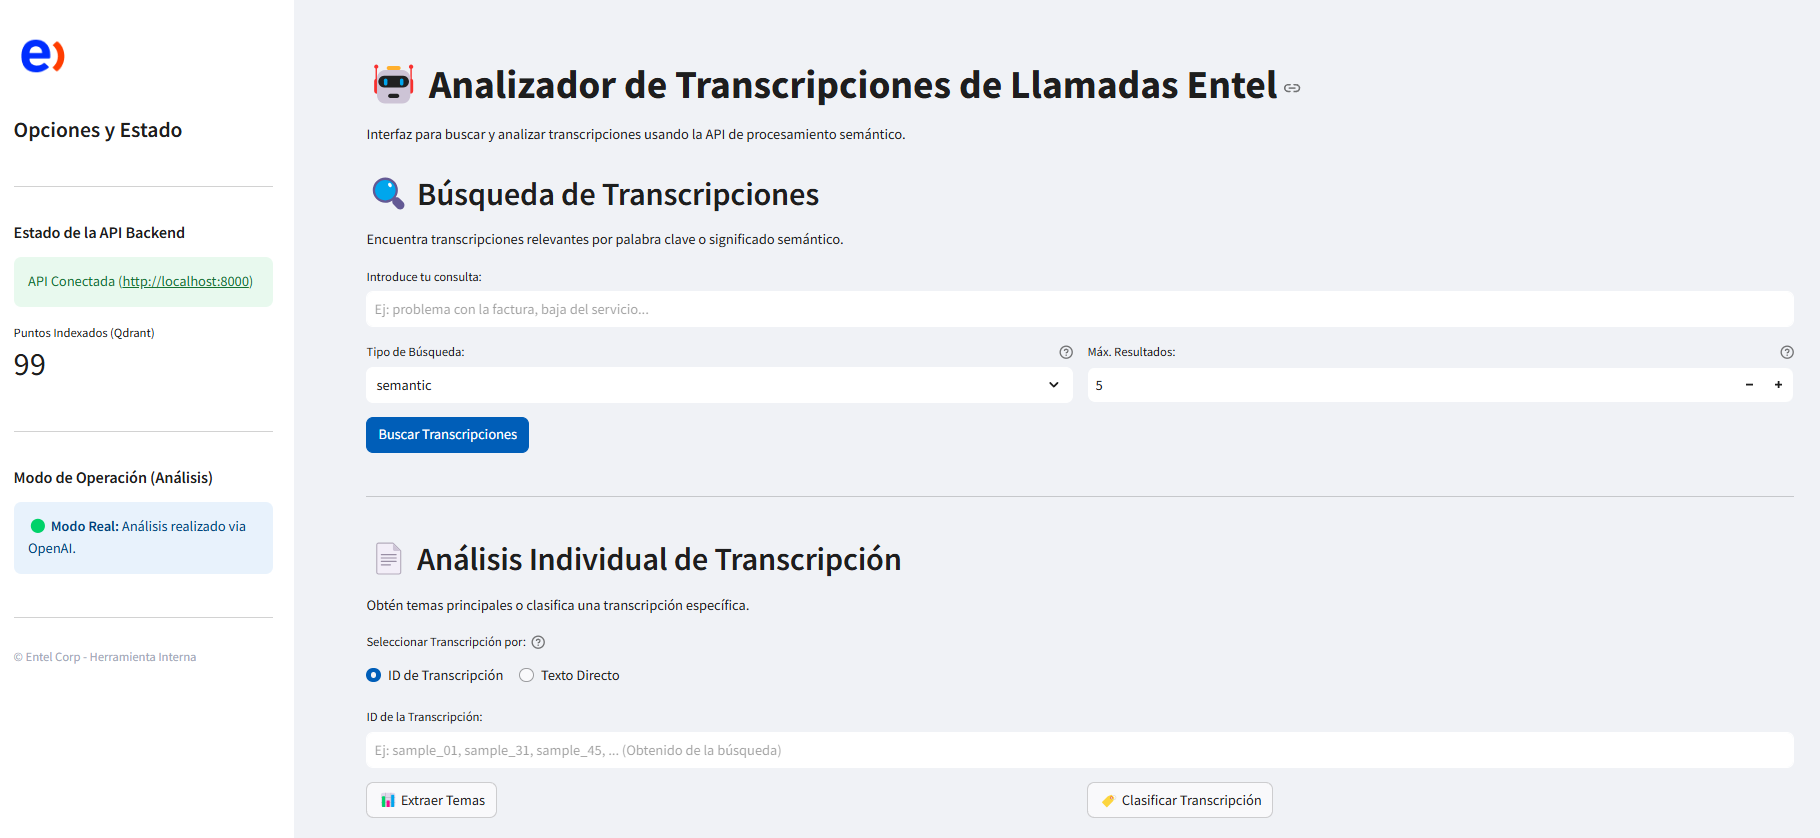 e)
Opciones y Estado
Estado de la API Backend
API Conectada (http://localhost:8000)
Puntos Indexados (Qdrant)
99
Modo de Operación (Análisis)
Modo Real: Análisis realizado via
OpenAI.
© Entel Corp - Herramienta Interna
Analizador de Transcripciones de Llamadas Entel
Interfaz para buscar y analizar transcripciones usando la API de procesamiento semántico.
Búsqueda de Transcripciones
Encuentra transcripciones relevantes por palabra clave o significado semántico.
Introduce tu consulta:
Ej: problema con la factura, baja del servicio...
Tipo de Búsqueda:
semantic
Máx. Resultados:
5
Buscar Transcripciones
Análisis Individual de Transcripción
Obtén temas principales o clasifica una transcripción específica.
Seleccionar Transcripción por:
ID de Transcripción
Texto Directo
ID de la Transcripción:
Ej: sample_01, sample_31, sample_45, ... (Obtenido de la búsqueda)
Extraer Temas
Clasificar Transcripción